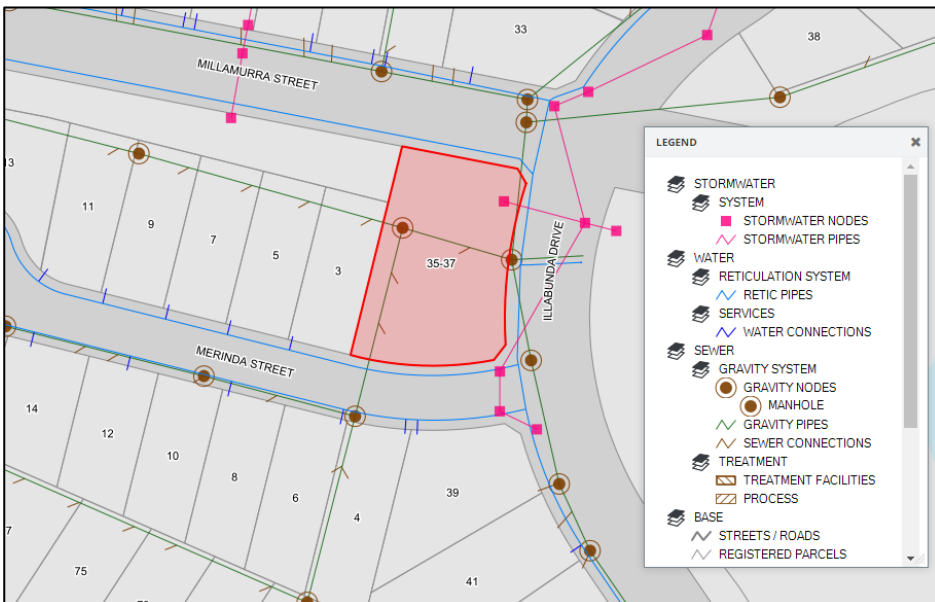 33
38
MILLAMURRA STREET
13
11
9
7
5
3
35-37
ILLABUNDA DRIVE
MERINDA STREET
14
12
10
8
6
4
39
41
7
75
LEGEND
STORMWATER
SYSTEM
STORMWATER NODES
STORMWATER PIPES
WATER
RETICULATION SYSTEM
RETIC PIPES
SERVICES
WATER CONNECTIONS
SEWER
GRAVITY SYSTEM
GRAVITY NODES
MANHOLE
GRAVITY PIPES
SEWER CONNECTIONS
TREATMENT
TREATMENT FACILITIES
PROCESS
BASE
STREETS / ROADS
REGISTERED PARCELS